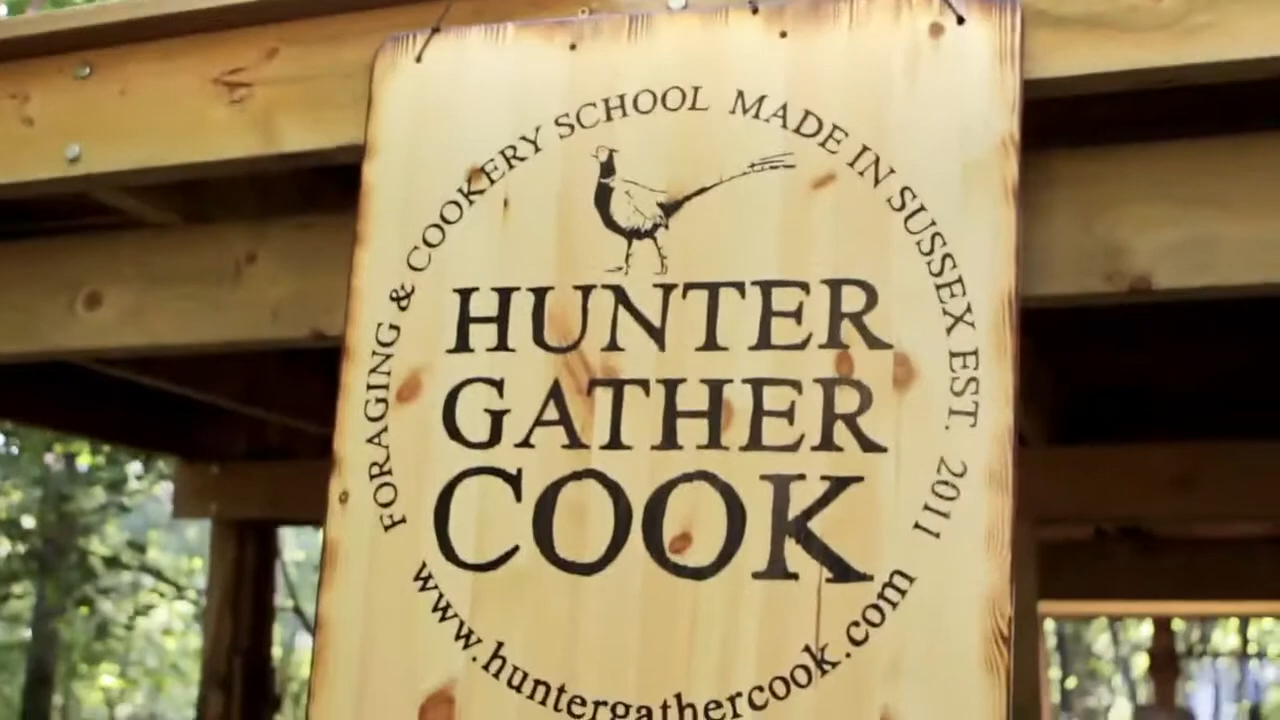 FORAGING & COOKERY SCHOOL MADE IN SUSSEX EST. 2011
HUNTER
GATHER
COOK
www.huntergathercook.com